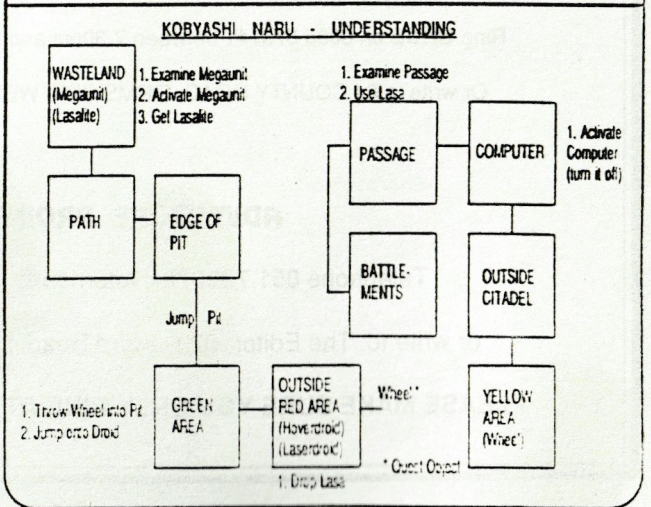 KOBYASHI NARU - UNDERSTANDING
WASTELAND
(Megaunit)
(Lasalite)
1. Examine Megaunit
2. Activate Megaunit
3. Get Lasalite
1. Examine Passage
2. Use Lasa
PASSAGE
COMPUTER
1. Activate
Computer
(turn it off)
PATH
EDGE OF
PIT
BATTLE-
MENTS
OUTSIDE
CITADEL
Jump Pit
1. Throw Wheel into Pit
2. Jump onto Droid
GREEN
AREA
OUTSIDE
RED AREA
(Hoverdroid)
(Laserdroid)
1. Drop Lasa
Wheel**
YELLOW
AREA
(Wheel*)
* Quest Object